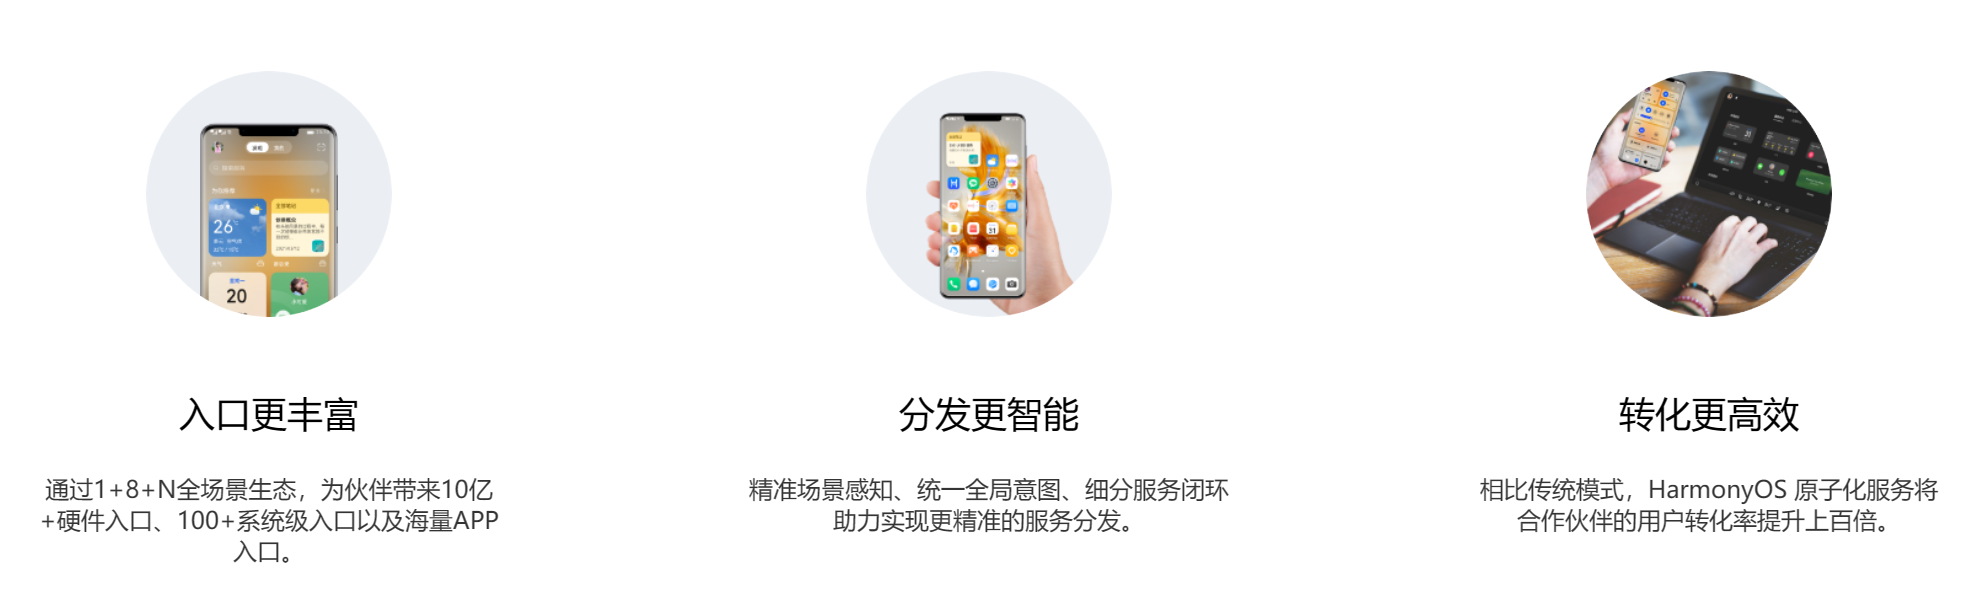 入口更丰富
通过1+8+N全场景生态，为伙伴带来10亿
+硬件入口、100+系统级入口以及海量APP
入口。
分发更智能
精准场景感知、统一全局意图、细分服务闭环
助力实现更精准的服务分发。
转化更高效
相比传统模式，HarmonyOS 原子化服务将
合作伙伴的用户转化率提升上百倍。
26°
20
31